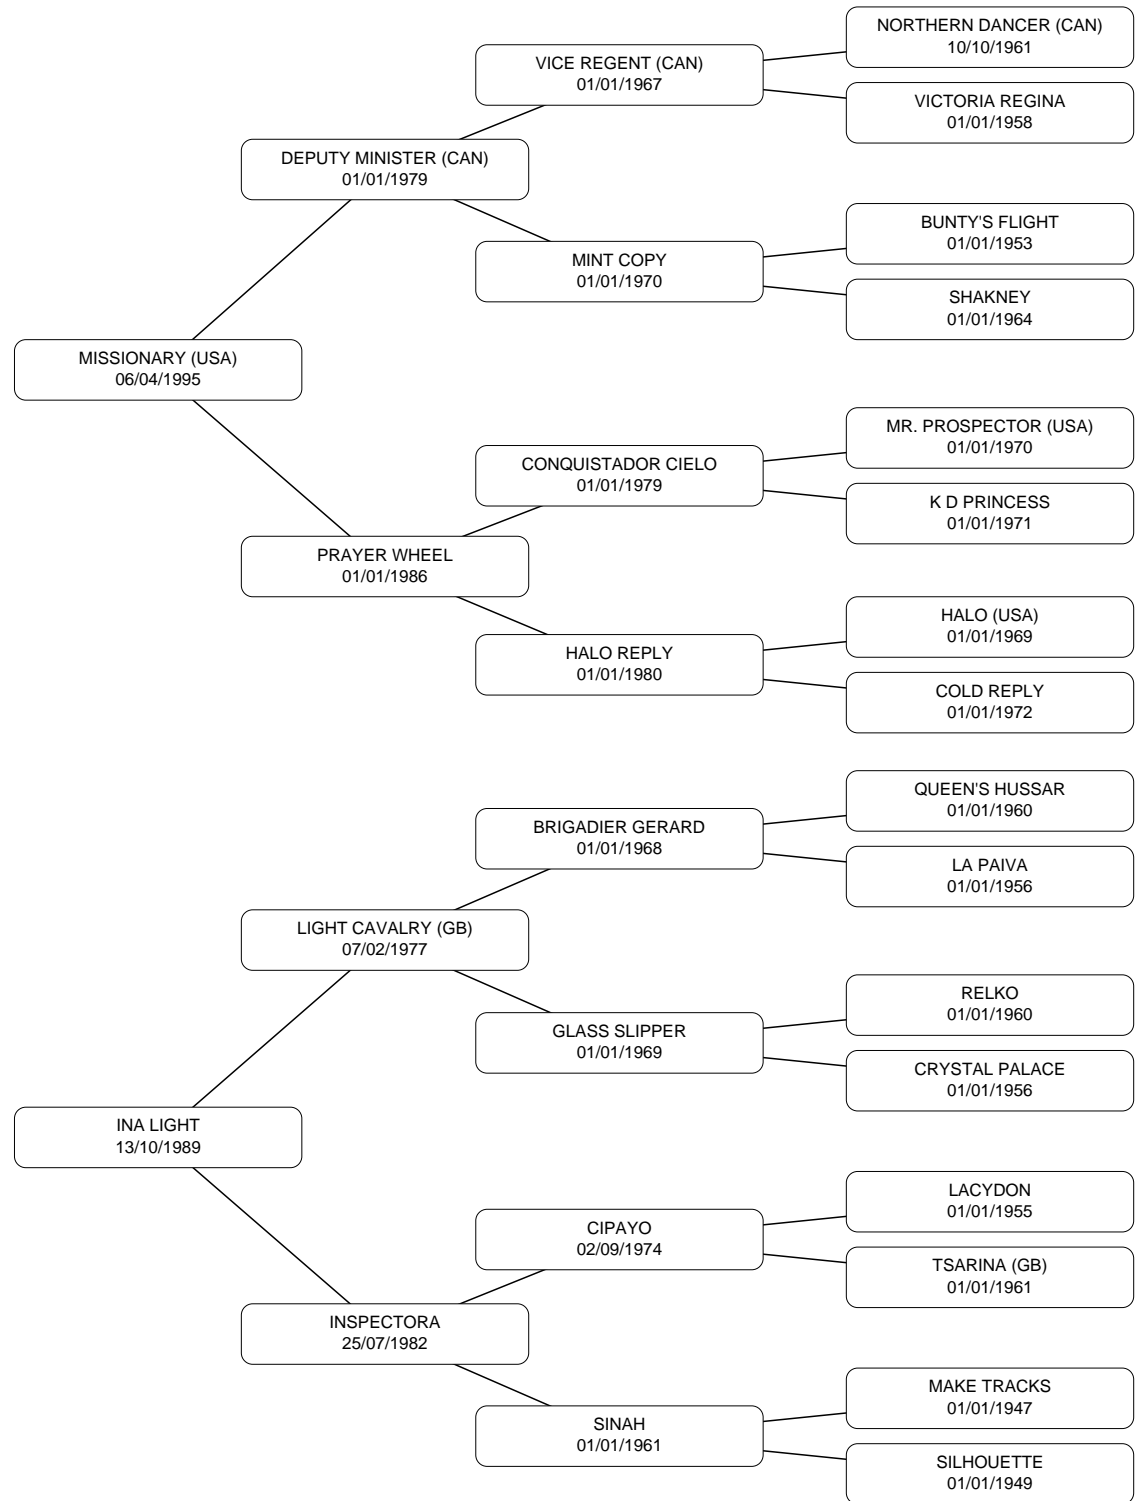 NORTHERN DANCER (CAN)
10/10/1961
VICE REGENT (CAN)
01/01/1967
VICTORIA REGINA
01/01/1958
DEPUTY MINISTER (CAN)
01/01/1979
BUNTY'S FLIGHT
01/01/1953
MINT COPY
01/01/1970
SHAKNEY
01/01/1964
MISSIONARY (USA)
06/04/1995
MR. PROSPECTOR (USA)
01/01/1970
CONQUISTADOR CIELO
01/01/1979
K D PRINCESS
01/01/1971
PRAYER WHEEL
01/01/1986
HALO (USA)
01/01/1969
HALO REPLY
01/01/1980
COLD REPLY
01/01/1972
QUEEN'S HUSSAR
01/01/1960
BRIGADIER GERARD
01/01/1968
LA PAIVA
01/01/1956
LIGHT CAVALRY (GB)
07/02/1977
RELKO
01/01/1960
GLASS SLIPPER
01/01/1969
CRYSTAL PALACE
01/01/1956
INA LIGHT
13/10/1989
LACYDON
01/01/1955
CIPAYO
02/09/1974
TSARINA (GB)
01/01/1961
INSPECTORA
25/07/1982
MAKE TRACKS
01/01/1947
SINAH
01/01/1961
SILHOUETTE
01/01/1949